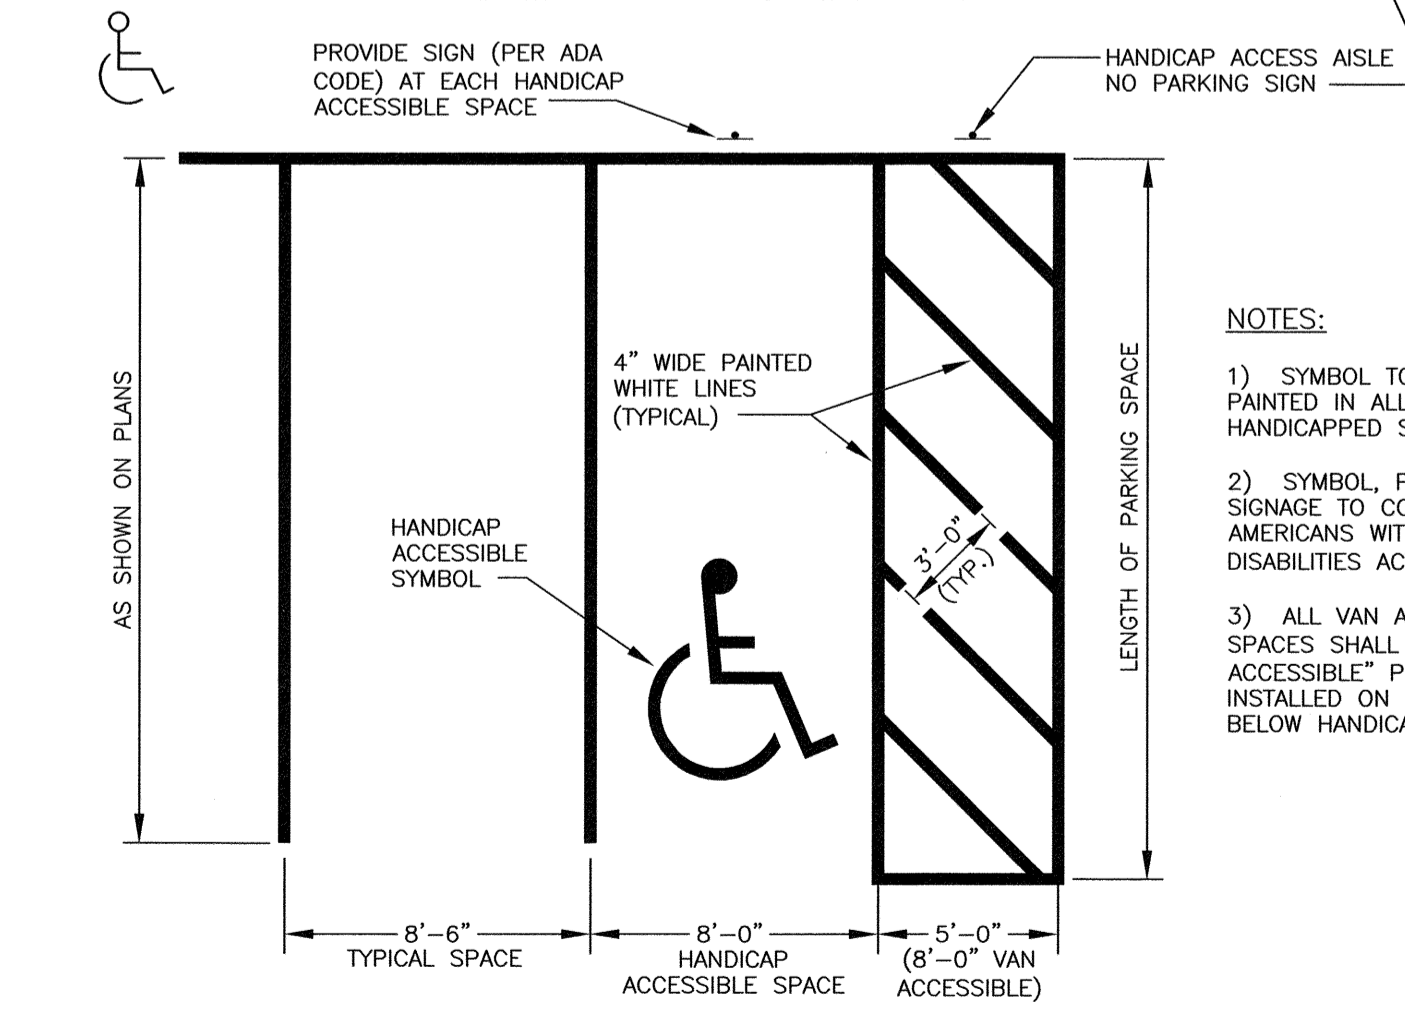 PROVIDE SIGN (PER ADA
CODE) AT EACH HANDICAP
ACCESSIBLE SPACE
HANDICAP ACCESS AISLE
NO PARKING SIGN
4" WIDE PAINTED
WHITE LINES
(TYPICAL)
HANDICAP
ACCESSIBLE
SYMBOL
AS SHOWN ON PLANS
3'-0"
(TYP.)
LENGTH OF PARKING SPACE
NOTES:
1) SYMBOL TO
PAINTED IN ALL
HANDICAPPED
2) SYMBOL,
SIGNAGE TO
AMERICANS
DISABILITIES
3) ALL VAN
SPACES SHALL
ACCESSIBLE"
INSTALLED ON
BELOW
8'-6"
TYPICAL SPACE
8'-0"
HANDICAP
ACCESSIBLE SPACE
5'-0"
(8'-0" VAN
ACCESSIBLE)